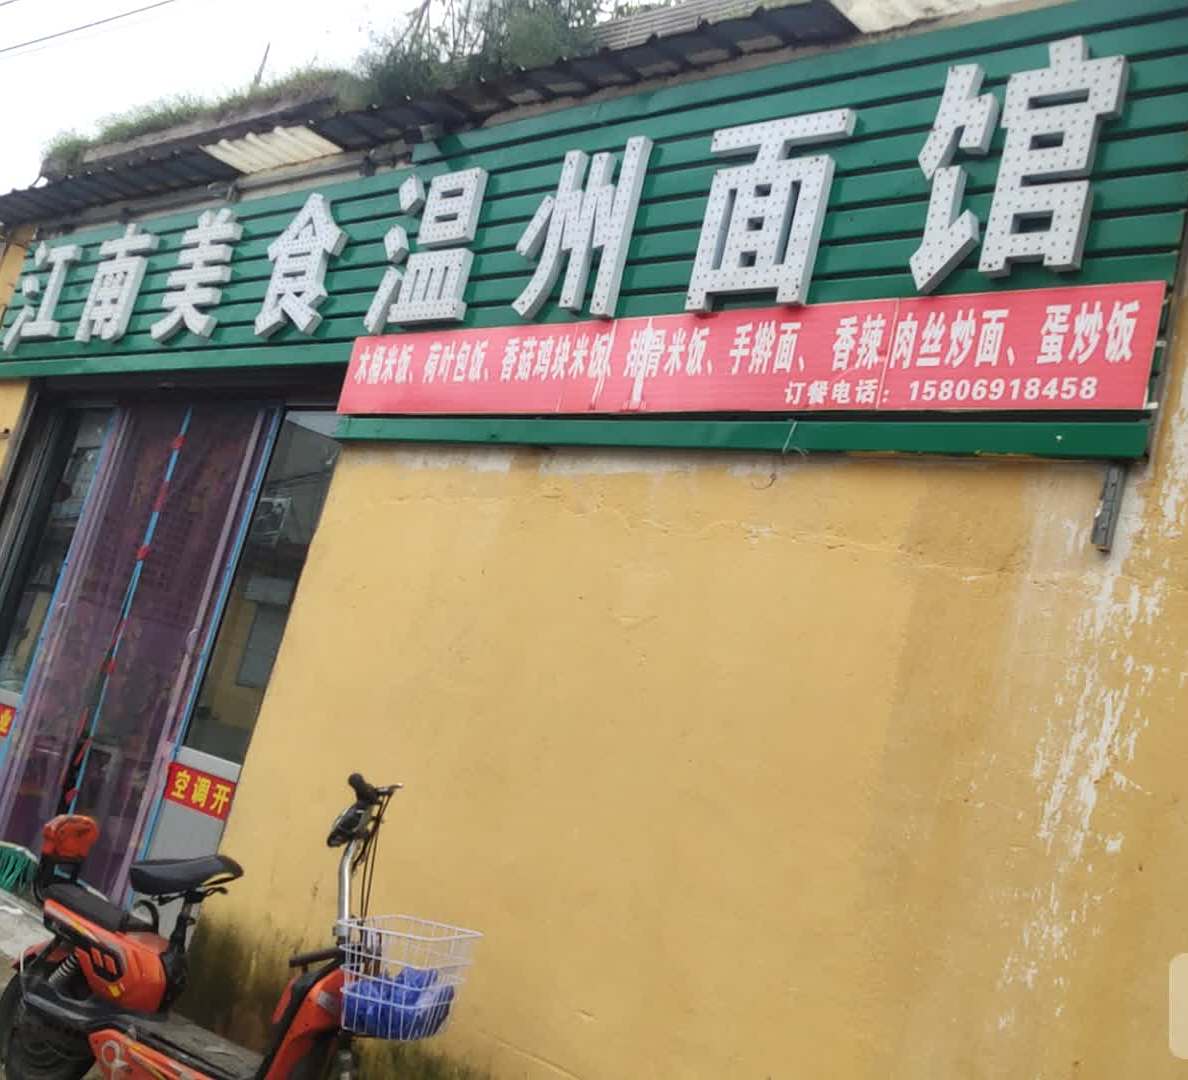 江南美食温州面馆
木桶米饭、荷叶包饭、香菇鸡块米饭、排骨米饭、手擀面、香辣肉丝炒面、蛋炒饭
订餐电话：15806918458
业
空调开